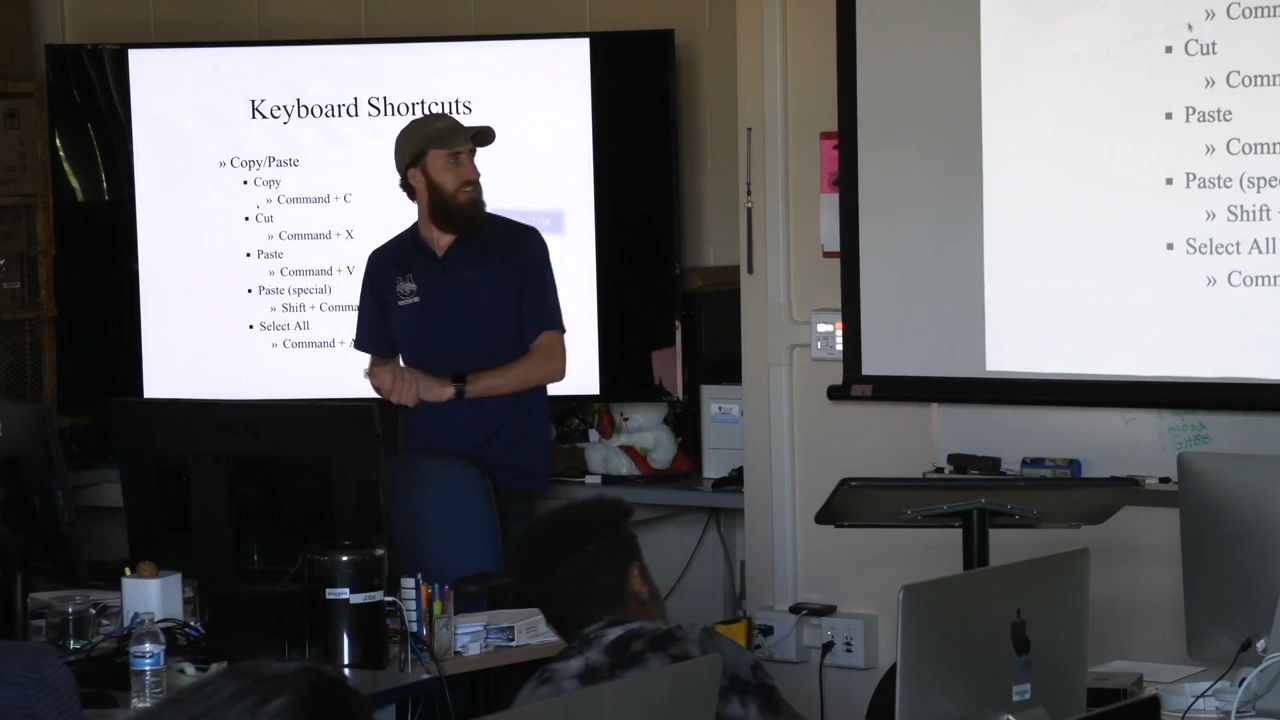 Keyboard Shortcuts
» Copy/Paste
▪ Copy
» Command + C
▪ Cut
» Command + X
▪ Paste
» Command + V
▪ Paste (special)
» Shift + Comma
▪ Select All
» Command + A
» Comm
▪ Cut
» Comm
▪ Paste
» Comm
▪ Paste (spe
» Shift
▪ Select All
» Comm